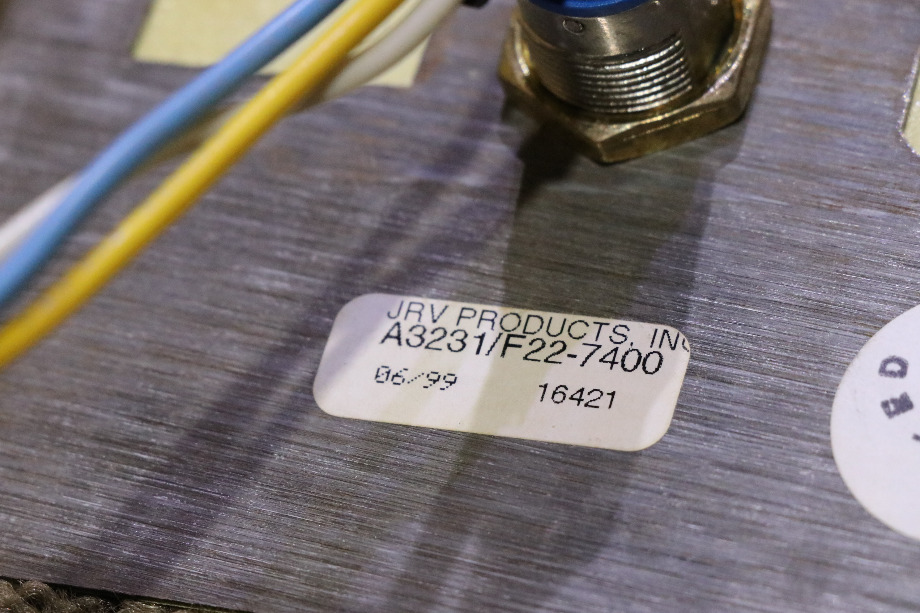 JRV PRODUCTS, INC
A3231/F22-7400
06/99 16421
D